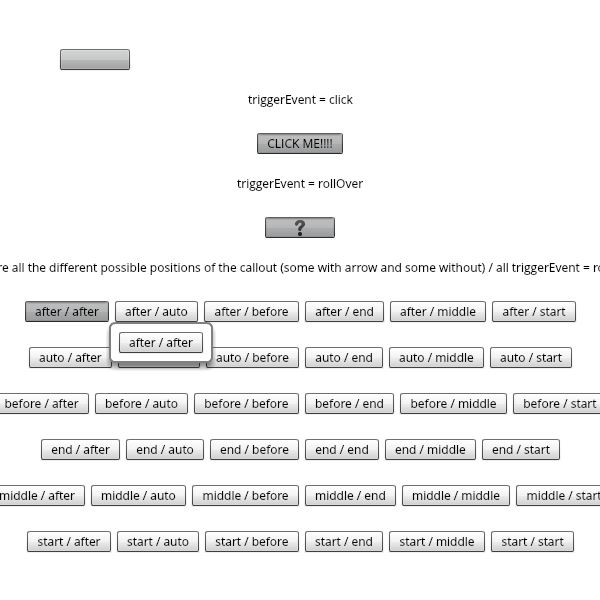 triggerEvent = click
CLICK ME!!!!
triggerEvent = rollOver
?
all the different possible positions of the callout (some with arrow and some without) / all triggerEvent =
after / after after / auto after / before after / end after / middle after / start
after / after
auto / after auto / before auto / end auto / middle auto / start
before / after before / auto before / before before / end before / middle before / start
end / after end / auto end / before end / end end / middle end / start
middle / after middle / auto middle / before middle / end middle / middle middle / start
start / after start / auto start / before start / end start / middle start / start